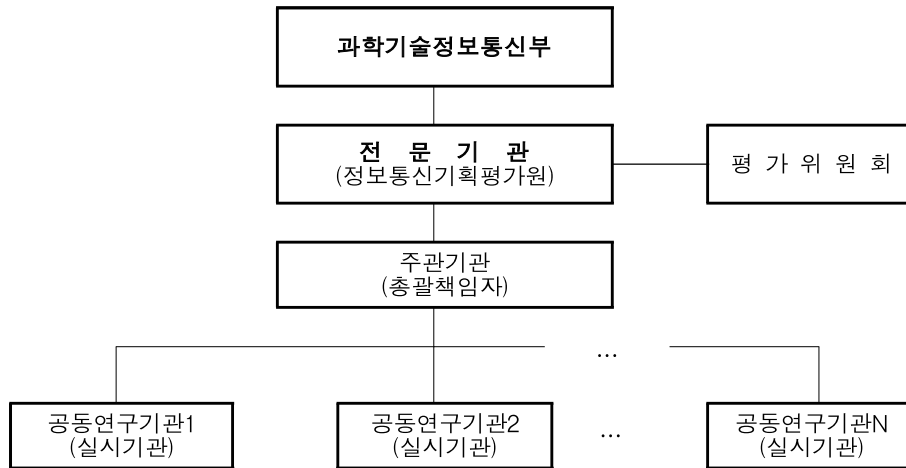 과학기술정보통신부
전 문 기 관
(정보통신기획평가원)
평 가 위 원 회
주관기관
(총괄책임자)
...
공동연구기관1
(실시기관)
공동연구기관2
(실시기관)
...
공동연구기관N
(실시기관)